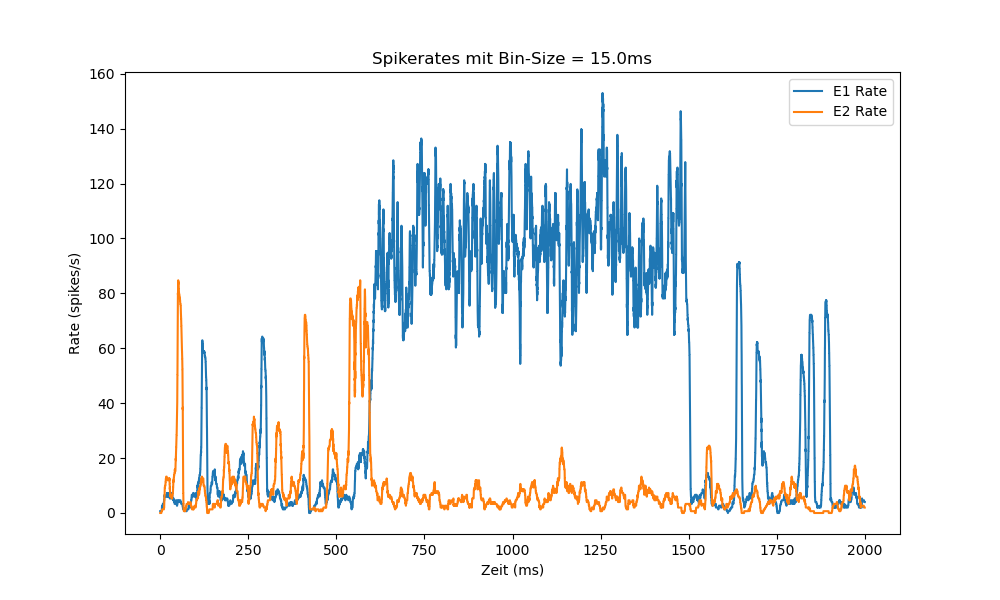 Spikerates mit Bin-Size = 15.0ms
E1 Rate
E2 Rate
160
140
120
100
80
60
40
20
0
Rate (spikes/s)
0 250 500 750 1000 1250 1500 1750 2000
Zeit (ms)